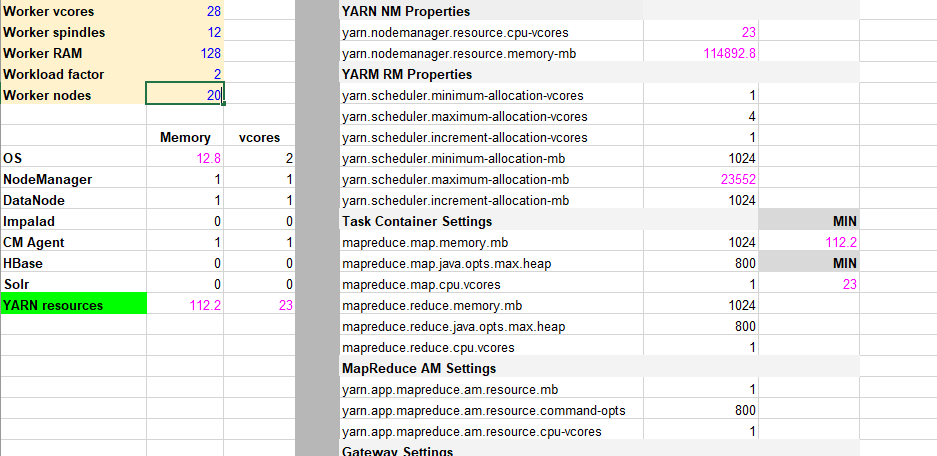 Worker vcores 28
Worker spindles 12
Worker RAM 128
Workload factor 2
Worker nodes 20
Memory vcores
OS 12.8 2
NodeManager 1 1
DataNode 1 1
Impalad 0 0
CM Agent 1 1
HBase 0 0
Solr 0 0
YARN resources 112.2 23
YARN NM Properties
yarn.nodemanager.resource.cpu-vcores 23
yarn.nodemanager.resource.memory-mb 114892.8
YARM RM Properties
yarn.scheduler.minimum-allocation-vcores 1
yarn.scheduler.maximum-allocation-vcores 4
yarn.scheduler.increment-allocation-vcores 1
yarn.scheduler.minimum-allocation-mb 1024
yarn.scheduler.maximum-allocation-mb 23552
yarn.scheduler.increment-allocation-mb 1024
Task Container Settings MIN
mapreduce.map.memory.mb 1024 112.2
mapreduce.map.java.opts.max.heap 800 MIN
mapreduce.map.cpu.vcores 1 23
mapreduce.reduce.memory.mb 1024
mapreduce.reduce.java.opts.max.heap 800
mapreduce.reduce.cpu.vcores 1
MapReduce AM Settings
yarn.app.mapreduce.am.resource.mb 1
yarn.app.mapreduce.am.resource.command-opts 800
yarn.app.mapreduce.am.resource.cpu-vcores 1
Gateway Settings